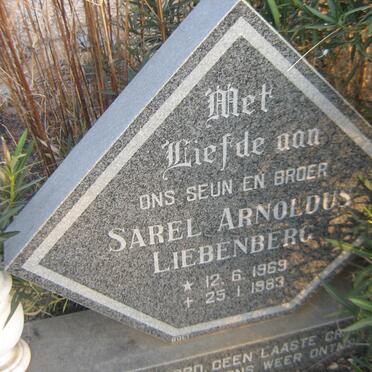 Met
Liefde aan
ONS SEUN EN BROER
SAREL ARNOLDUS
LIEBENBERG
★ 12. 6. 1969
+ 25. 1. 1983
GEEN LAASTE
WEER